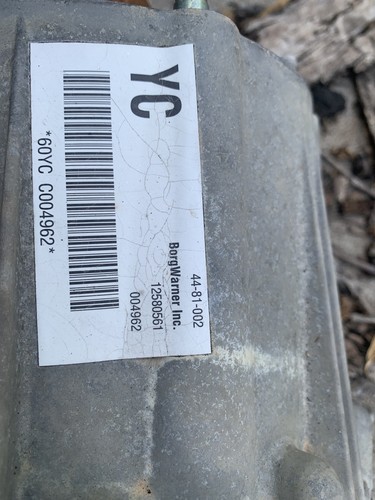 YC
44-81-002
BorgWarner Inc.
12580561
004962
*60YC C004962*